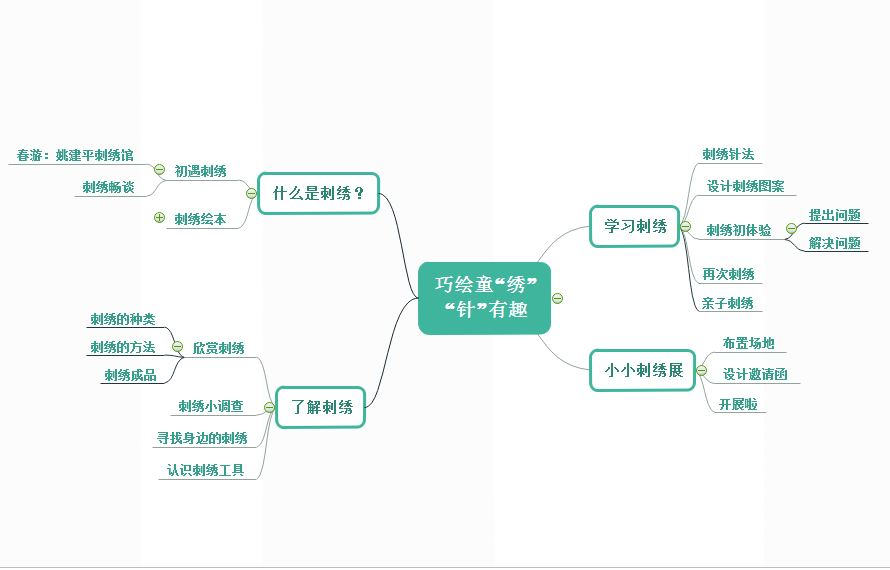 巧绘童“绣”
“针”有趣
什么是刺绣？
初遇刺绣
春游：姚建平刺绣馆
刺绣畅谈
刺绣绘本
了解刺绣
欣赏刺绣
刺绣的种类
刺绣的方法
刺绣成品
刺绣小调查
寻找身边的刺绣
认识刺绣工具
学习刺绣
刺绣针法
设计刺绣图案
刺绣初体验
提出问题
解决问题
再次刺绣
亲子刺绣
小小刺绣展
布置场地
设计邀请函
开展啦